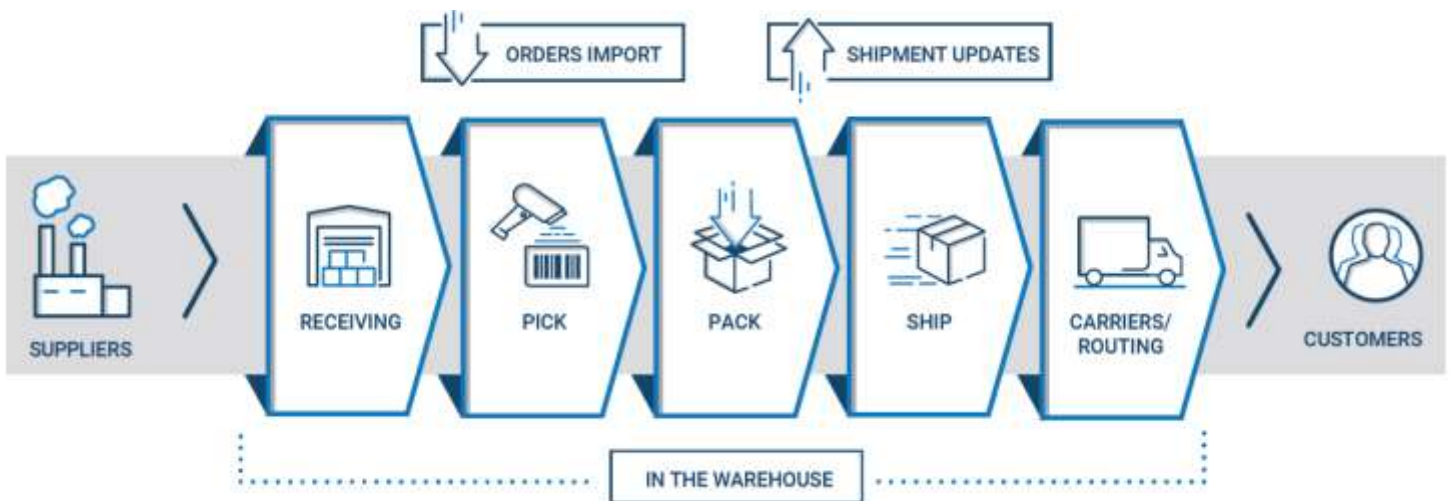 ORDERS IMPORT
SHIPMENT UPDATES
SUPPLIERS
RECEIVING
PICK
PACK
SHIP
CARRIERS/
ROUTING
CUSTOMERS
IN THE WAREHOUSE